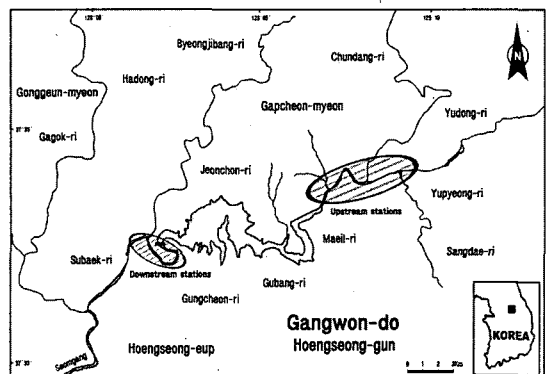 Byeongjibang-ri
Chundang-ri
Hadong-ri
Gonggeun-myeon
Gapcheon-myeon
Yudong-ri
Gagok-ri
Jeonchon-ri
Yupyeong-ri
Upstream stations
Maeil-ri
Subaek-ri
Sangdae-ri
Downstream stations
Gubang-ri
Gungcheon-ri
Gangwon-do
Hoengseong-eup
Hoengseong-gun
KOREA
N